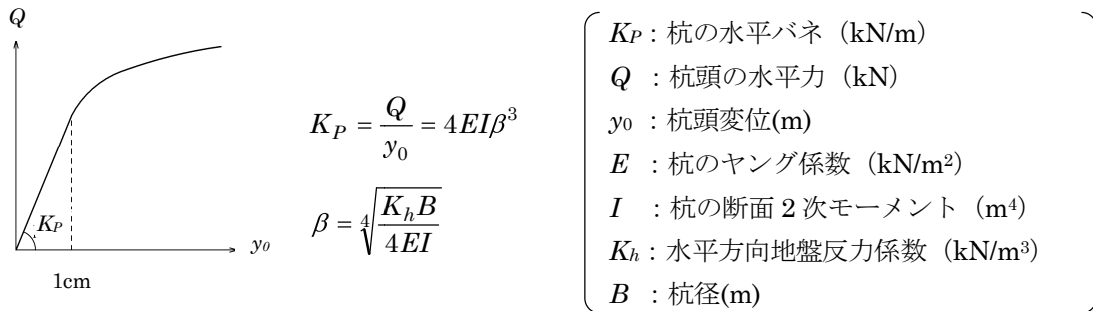 Q
K_P
y₀
1cm
K_P = Q / y₀ = 4EIβ³
β = ⁴√(K_h B / 4EI)
K_P：杭の水平バネ（kN/m）
Q：杭頭の水平力（kN）
y₀：杭頭変位(m)
E：杭のヤング係数（kN/m²）
I：杭の断面 2 次モーメント（m⁴）
K_h：水平方向地盤反力係数（kN/m³）
B：杭径(m)